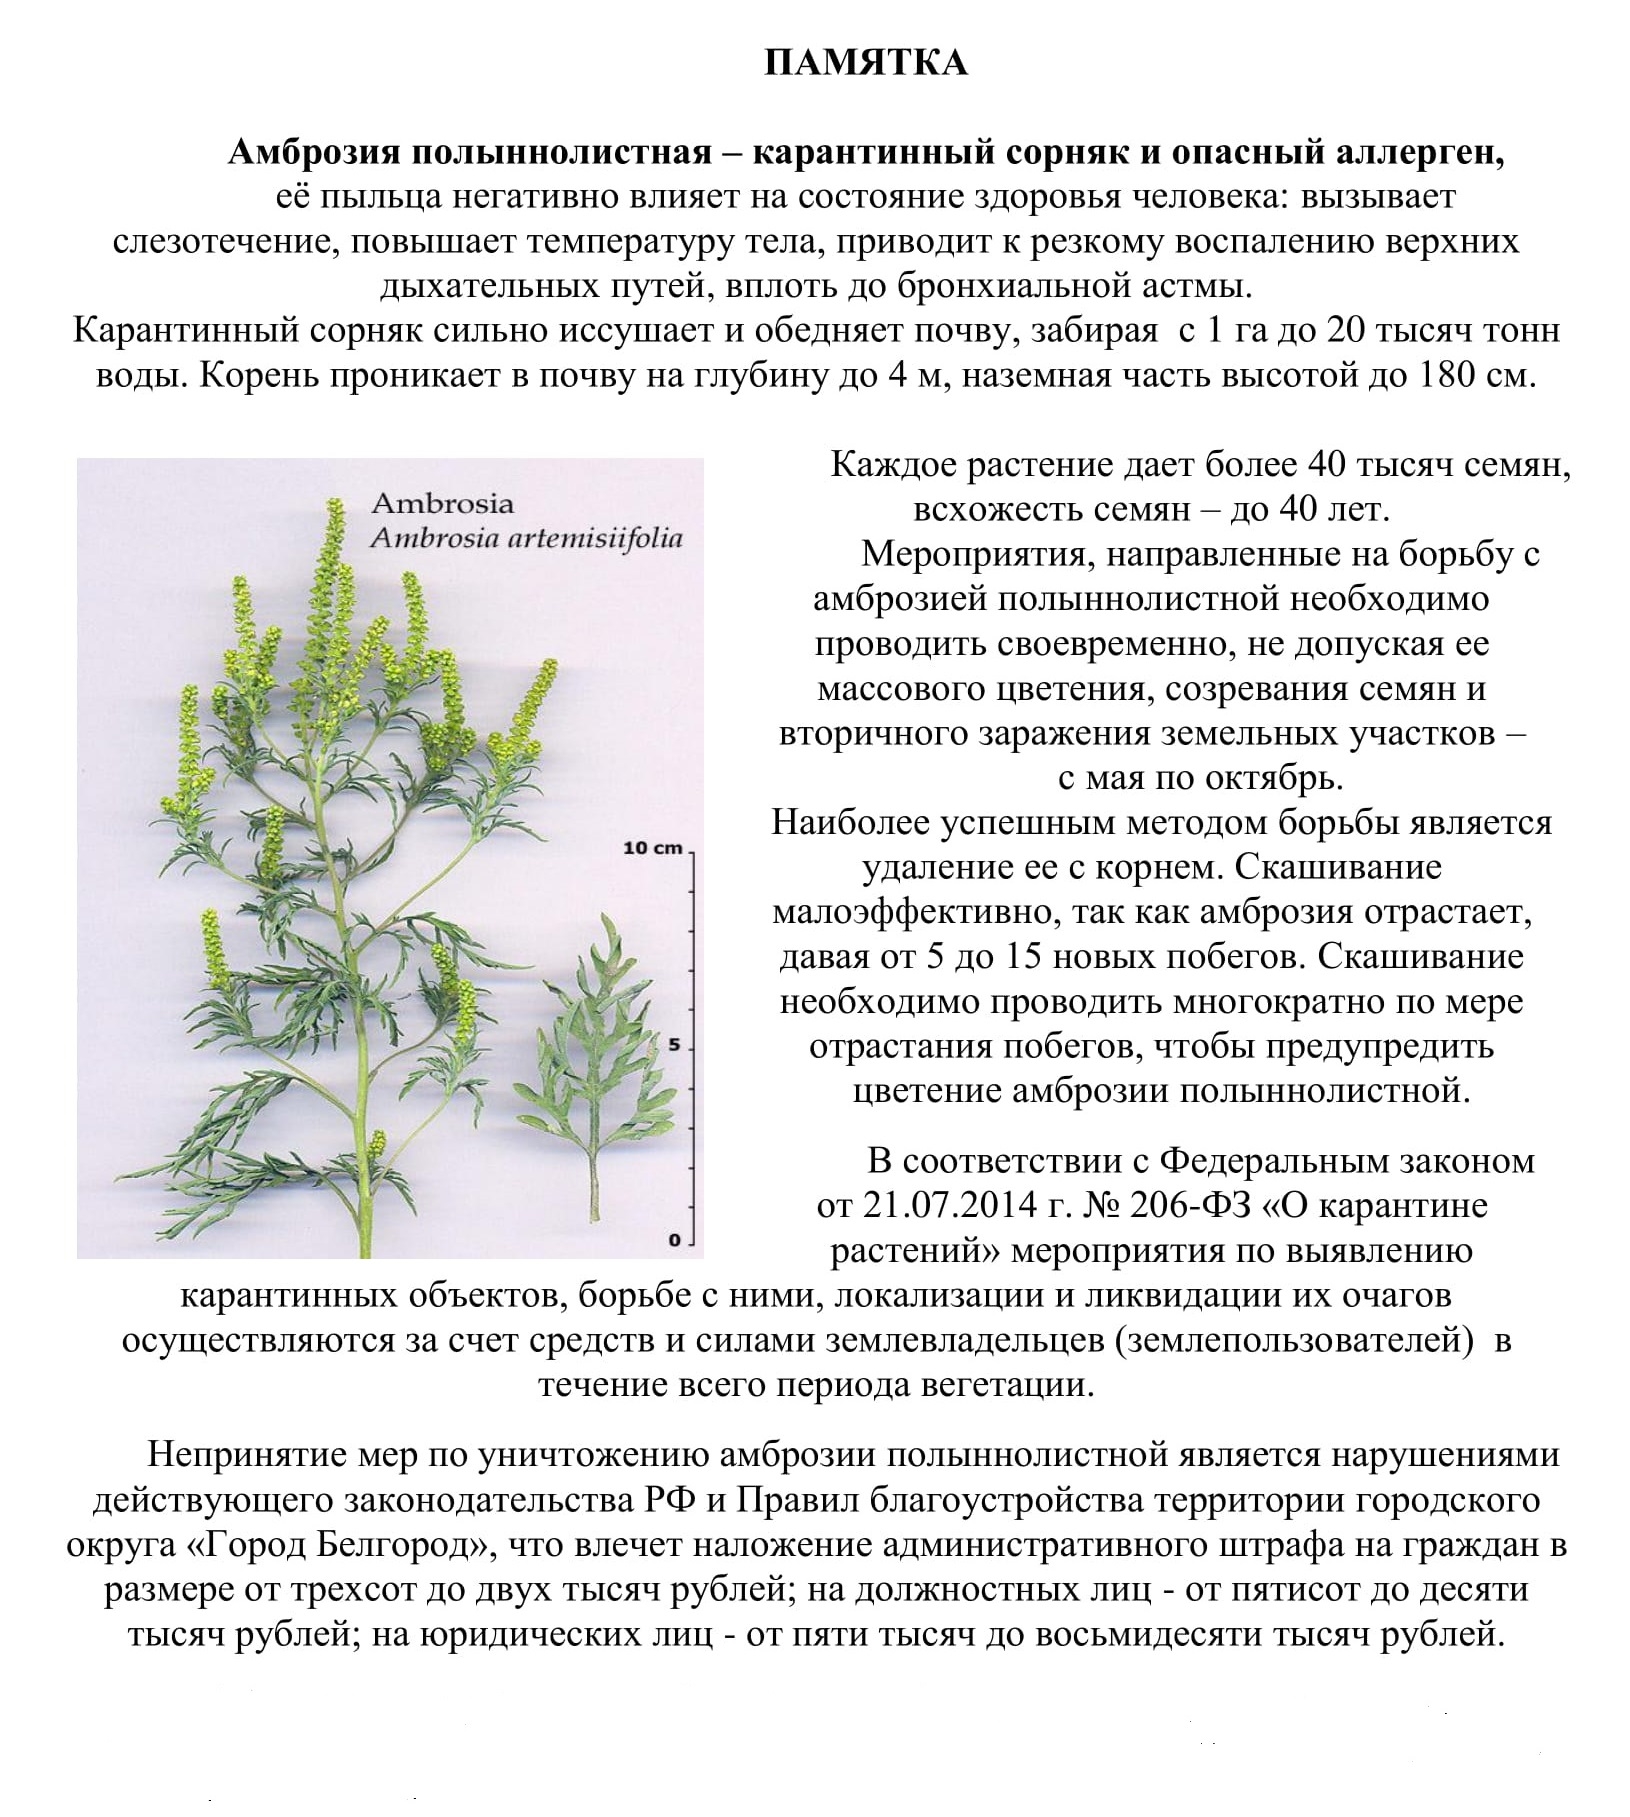 ПАМЯТКА
Амброзия полыннолистная – карантинный сорняк и опасный аллерген,
её пыльца негативно влияет на состояние здоровья человека: вызывает
слезотечение, повышает температуру тела, приводит к резкому воспалению верхних
дыхательных путей, вплоть до бронхиальной астмы.
Карантинный сорняк сильно иссушает и обедняет почву, забирая  с 1 га до 20 тысяч тонн
воды. Корень проникает в почву на глубину до 4 м, наземная часть высотой до 180 см.
Ambrosia
Ambrosia artemisiifolia
10 cm
5
0
Каждое растение дает более 40 тысяч семян,
всхожесть семян – до 40 лет.
Мероприятия, направленные на борьбу с
амброзией полыннолистной необходимо
проводить своевременно, не допуская ее
массового цветения, созревания семян и
вторичного заражения земельных участков –
с мая по октябрь.
Наиболее успешным методом борьбы является
удаление ее с корнем. Скашивание
малоэффективно, так как амброзия отрастает,
давая от 5 до 15 новых побегов. Скашивание
необходимо проводить многократно по мере
отрастания побегов, чтобы предупредить
цветение амброзии полыннолистной.
В соответствии с Федеральным законом
от 21.07.2014 г. № 206-ФЗ «О карантине
растений» мероприятия по выявлению
карантинных объектов, борьбе с ними, локализации и ликвидации их очагов
осуществляются за счет средств и силами землевладельцев (землепользователей)  в
течение всего периода вегетации.
Непринятие мер по уничтожению амброзии полыннолистной является нарушениями
действующего законодательства РФ и Правил благоустройства территории городского
округа «Город Белгород», что влечет наложение административного штрафа на граждан в
размере от трехсот до двух тысяч рублей; на должностных лиц - от пятисот до десяти
тысяч рублей; на юридических лиц - от пяти тысяч до восьмидесяти тысяч рублей.